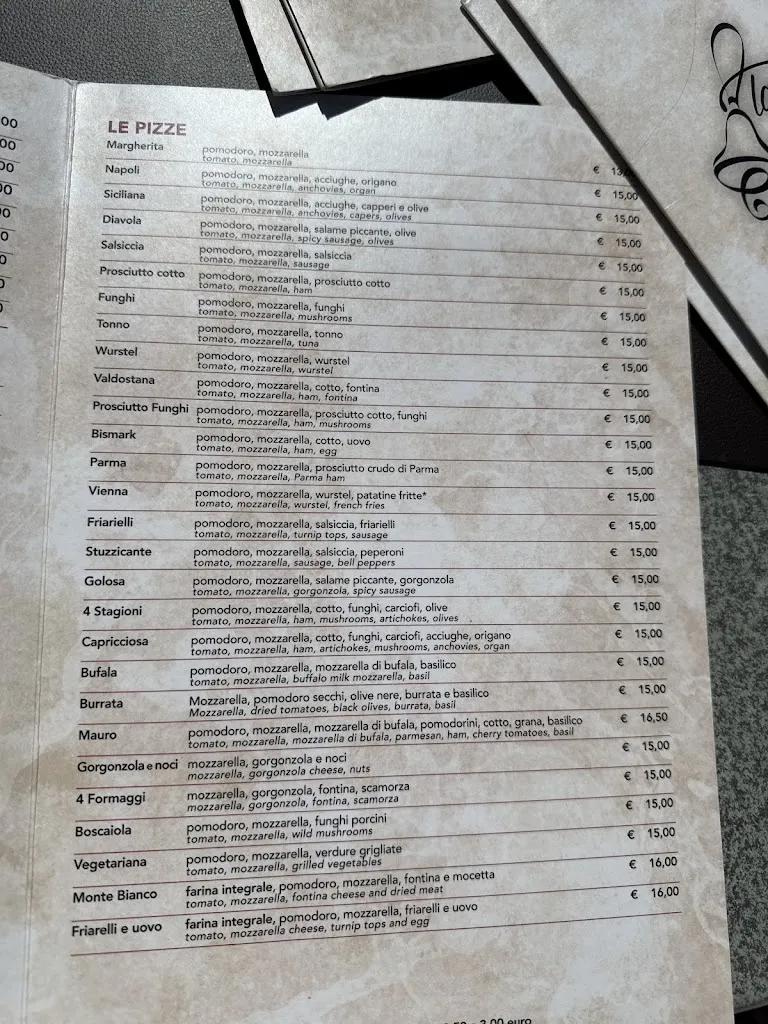 LE PIZZE
Margherita pomodoro, mozzarella € 13,
tomato, mozzarella
Napoli pomodoro, mozzarella, acciughe, origano € 15,00
tomato, mozzarella, anchovies, organ
Siciliana pomodoro, mozzarella, acciughe, capperi e olive € 15,00
tomato, mozzarella, anchovies, capers, olives
Diavola pomodoro, mozzarella, salame piccante, olive € 15,00
tomato, mozzarella, spicy sausage, olives
Salsiccia pomodoro, mozzarella, salsiccia € 15,00
tomato, mozzarella, sausage
Prosciutto cotto pomodoro, mozzarella, prosciutto cotto € 15,00
tomato, mozzarella, ham
Funghi pomodoro, mozzarella, funghi € 15,00
tomato, mozzarella, mushrooms
Tonno pomodoro, mozzarella, tonno € 15,00
tomato, mozzarella, tuna
Wurstel pomodoro, mozzarella, wurstel € 15,00
tomato, mozzarella, wurstel
Valdostana pomodoro, mozzarella, cotto, fontina € 15,00
tomato, mozzarella, ham, fontina
Prosciutto Funghi pomodoro, mozzarella, prosciutto cotto, funghi € 15,00
tomato, mozzarella, ham, mushrooms
Bismark pomodoro, mozzarella, cotto, uovo € 15,00
tomato, mozzarella, ham, egg
Parma pomodoro, mozzarella, prosciutto crudo di Parma € 15,00
tomato, mozzarella, Parma ham
Vienna pomodoro, mozzarella, wurstel, patatine fritte* € 15,00
tomato, mozzarella, wurstel, french fries
Friarielli pomodoro, mozzarella, salsiccia, friarielli € 15,00
tomato, mozzarella, turnip tops, sausage
Stuzzicante pomodoro, mozzarella, salsiccia, peperoni € 15,00
tomato, mozzarella, sausage, bell peppers
Golosa pomodoro, mozzarella, salame piccante, gorgonzola € 15,00
tomato, mozzarella, gorgonzola, spicy sausage
4 Stagioni pomodoro, mozzarella, cotto, funghi, carciofi, olive € 15,00
tomato, mozzarella, ham, mushrooms, artichokes, olives
Capricciosa pomodoro, mozzarella, cotto, funghi, carciofi, acciughe, origano € 15,00
tomato, mozzarella, ham, artichokes, mushrooms, anchovies, organ
Bufala pomodoro, mozzarella, mozzarella di bufala, basilico € 15,00
tomato, mozzarella, buffalo milk mozzarella, basil
Burrata Mozzarella, pomodoro secchi, olive nere, burrata e basilico € 15,00
Mozzarella, dried tomatoes, black olives, burrata, basil
Mauro pomodoro, mozzarella, mozzarella di bufala, pomodorini, cotto, grana, basilico € 16,50
tomato, mozzarella, mozzarella di bufala, parmesan, ham, cherry tomatoes, basil
Gorgonzola e noci mozzarella, gorgonzola e noci € 15,00
mozzarella, gorgonzola cheese, nuts
4 Formaggi mozzarella, gorgonzola, fontina, scamorza € 15,00
mozzarella, gorgonzola, fontina, scamorza
Boscaiola pomodoro, mozzarella, funghi porcini € 15,00
tomato, mozzarella, wild mushrooms
Vegetariana pomodoro, mozzarella, verdure grigliate € 15,00
tomato, mozzarella, grilled vegetables
Monte Bianco farina integrale, pomodoro, mozzarella, fontina e mocetta € 16,00
tomato, mozzarella, fontina cheese and dried meat
Friarelli e uovo farina integrale, pomodoro, mozzarella, friarelli e uovo € 16,00
tomato, mozzarella cheese, turnip tops and egg
euro